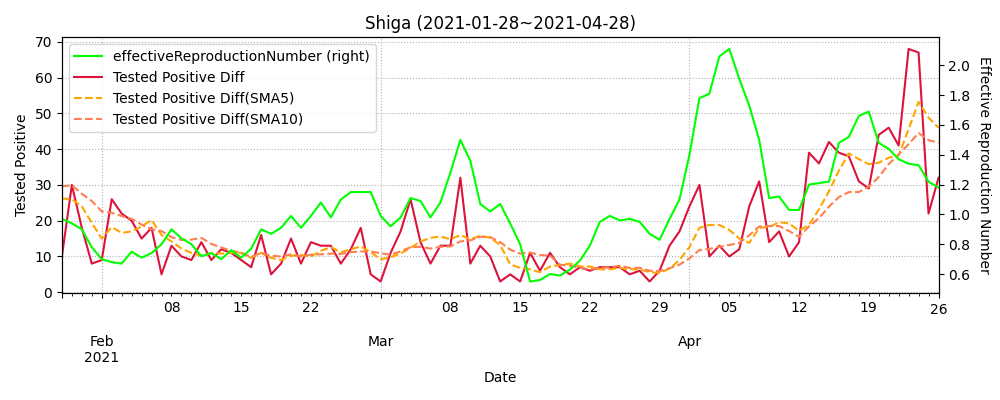 Shiga (2021-01-28~2021-04-28)
effectiveReproductionNumber (right)
Tested Positive Diff
Tested Positive Diff(SMA5)
Tested Positive Diff(SMA10)
Tested Positive
70
60
50
40
30
20
10
0
2.0
1.8
1.6
1.4
1.2
1.0
0.8
0.6
Effective Reproduction Number
08 15 22 08 15 22 29 05 12 19 26
Feb Mar Apr
2021
Date